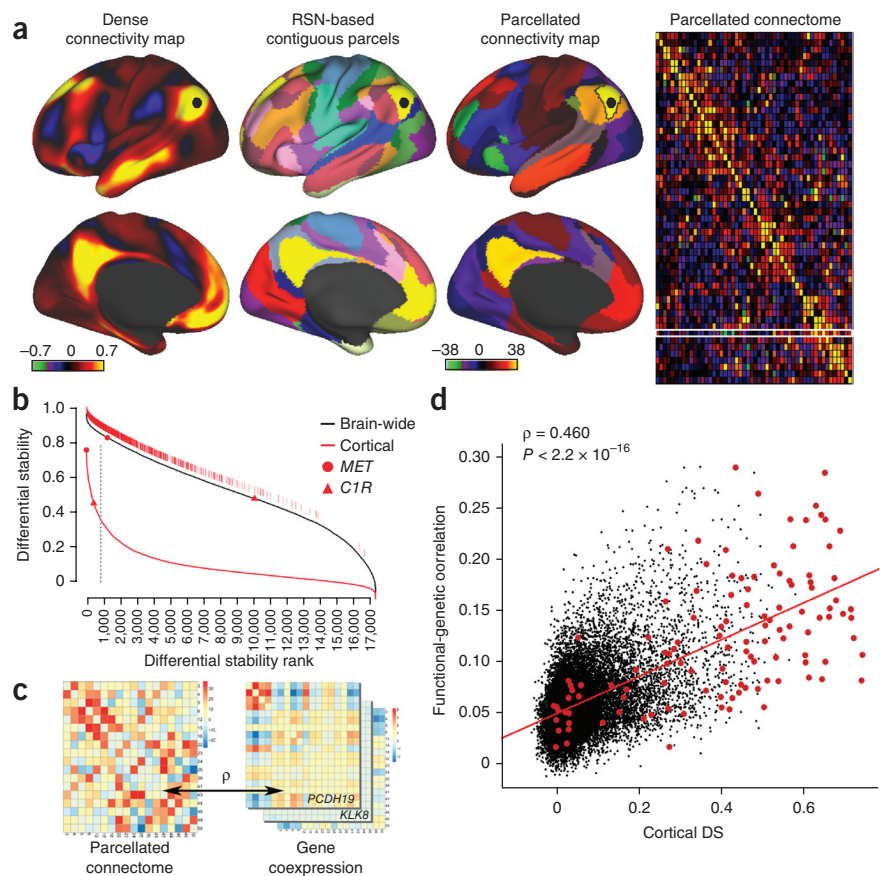 a
Dense
connectivity map
RSN-based
contiguous parcels
Parcellated
connectivity map
Parcellated connectome
−0.7 0 0.7
−38 0 38
b
Differential stability
1.0
0.8
0.6
0.4
0.2
0
Brain-wide
Cortical
MET
C1R
0
1,000
2,000
3,000
4,000
5,000
6,000
7,000
8,000
9,000
10,000
11,000
12,000
13,000
14,000
15,000
16,000
17,000
Differential stability rank
c
ρ
PCDH19
KLK8
Parcellated
connectome
Gene
coexpression
d
ρ = 0.460
P < 2.2 × 10−16
Functional-genetic oorrelation
0.30
0.25
0.20
0.15
0.10
0.05
0
0 0.2 0.4 0.6
Cortical DS